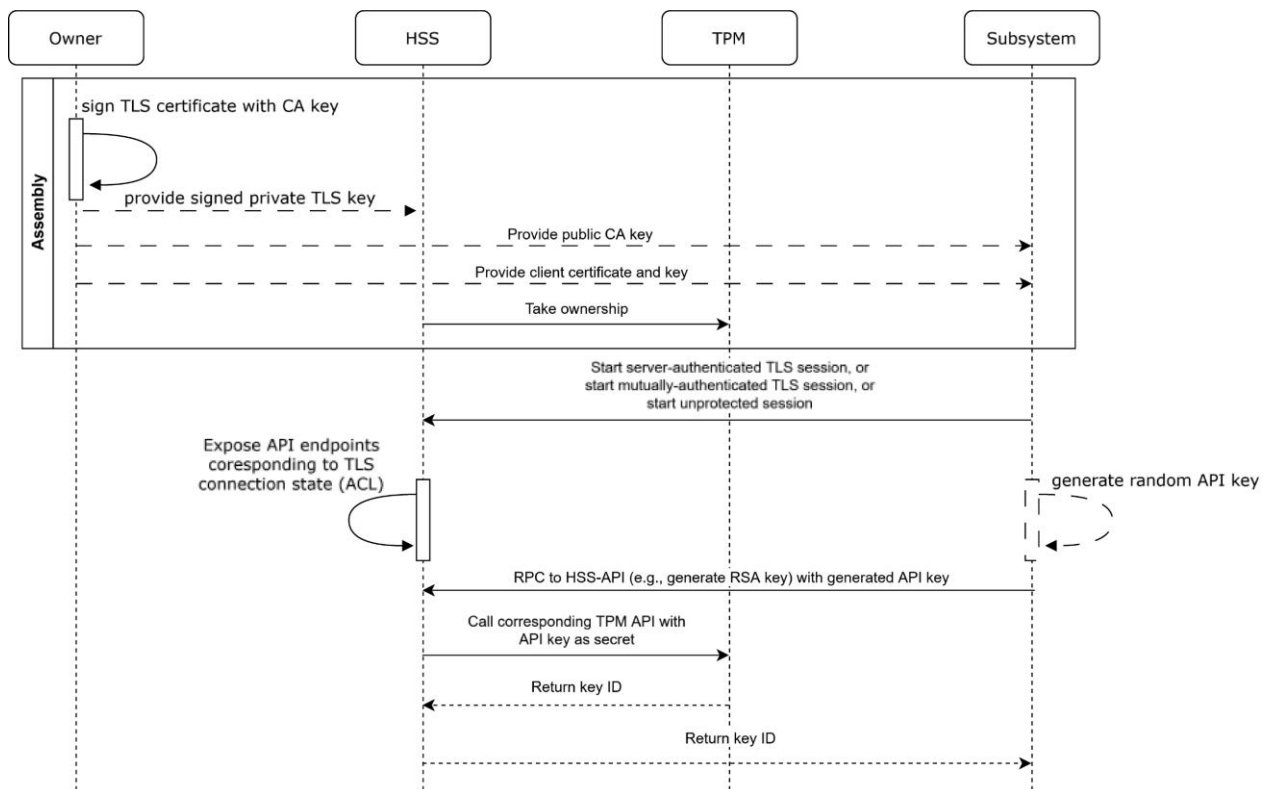 Owner
HSS
TPM
Subsystem
Assembly
sign TLS certificate with CA key
provide signed private TLS key
Provide public CA key
Provide client certificate and key
Take ownership
Start server-authenticated TLS session, or
start mutually-authenticated TLS session, or
start unprotected session
Expose API endpoints
coresponding to TLS
connection state (ACL)
generate random API key
RPC to HSS-API (e.g., generate RSA key) with generated API key
Call corresponding TPM API with
API key as secret
Return key ID
Return key ID